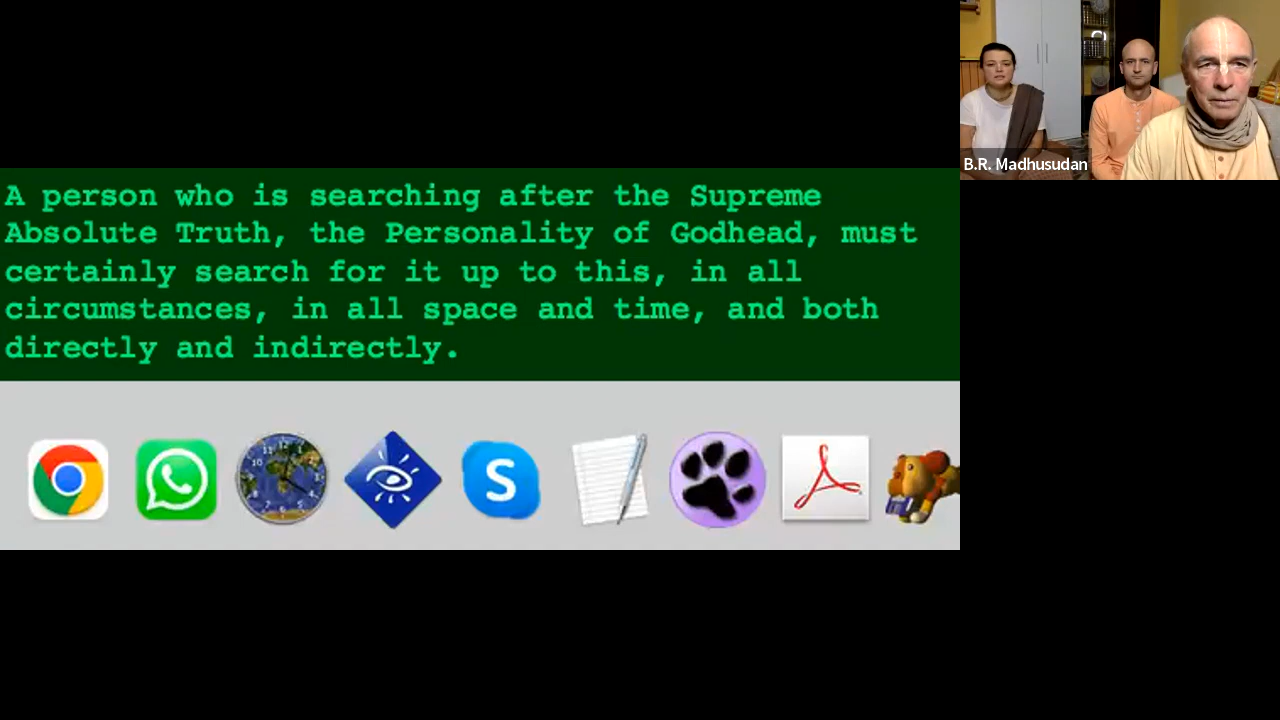 A person who is searching after the Supreme
Absolute Truth, the Personality of Godhead, must
certainly search for it up to this, in all
circumstances, in all space and time, and both
directly and indirectly.
B.R. Madhusudan
S